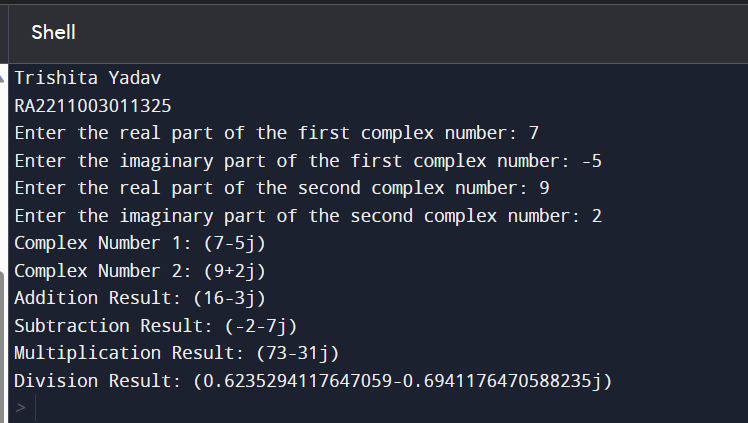 Shell
Trishita Yadav
RA2211003011325
Enter the real part of the first complex number: 7
Enter the imaginary part of the first complex number: -5
Enter the real part of the second complex number: 9
Enter the imaginary part of the second complex number: 2
Complex Number 1: (7-5j)
Complex Number 2: (9+2j)
Addition Result: (16-3j)
Subtraction Result: (-2-7j)
Multiplication Result: (73-31j)
Division Result: (0.6235294117647059-0.6941176470588235j)
>